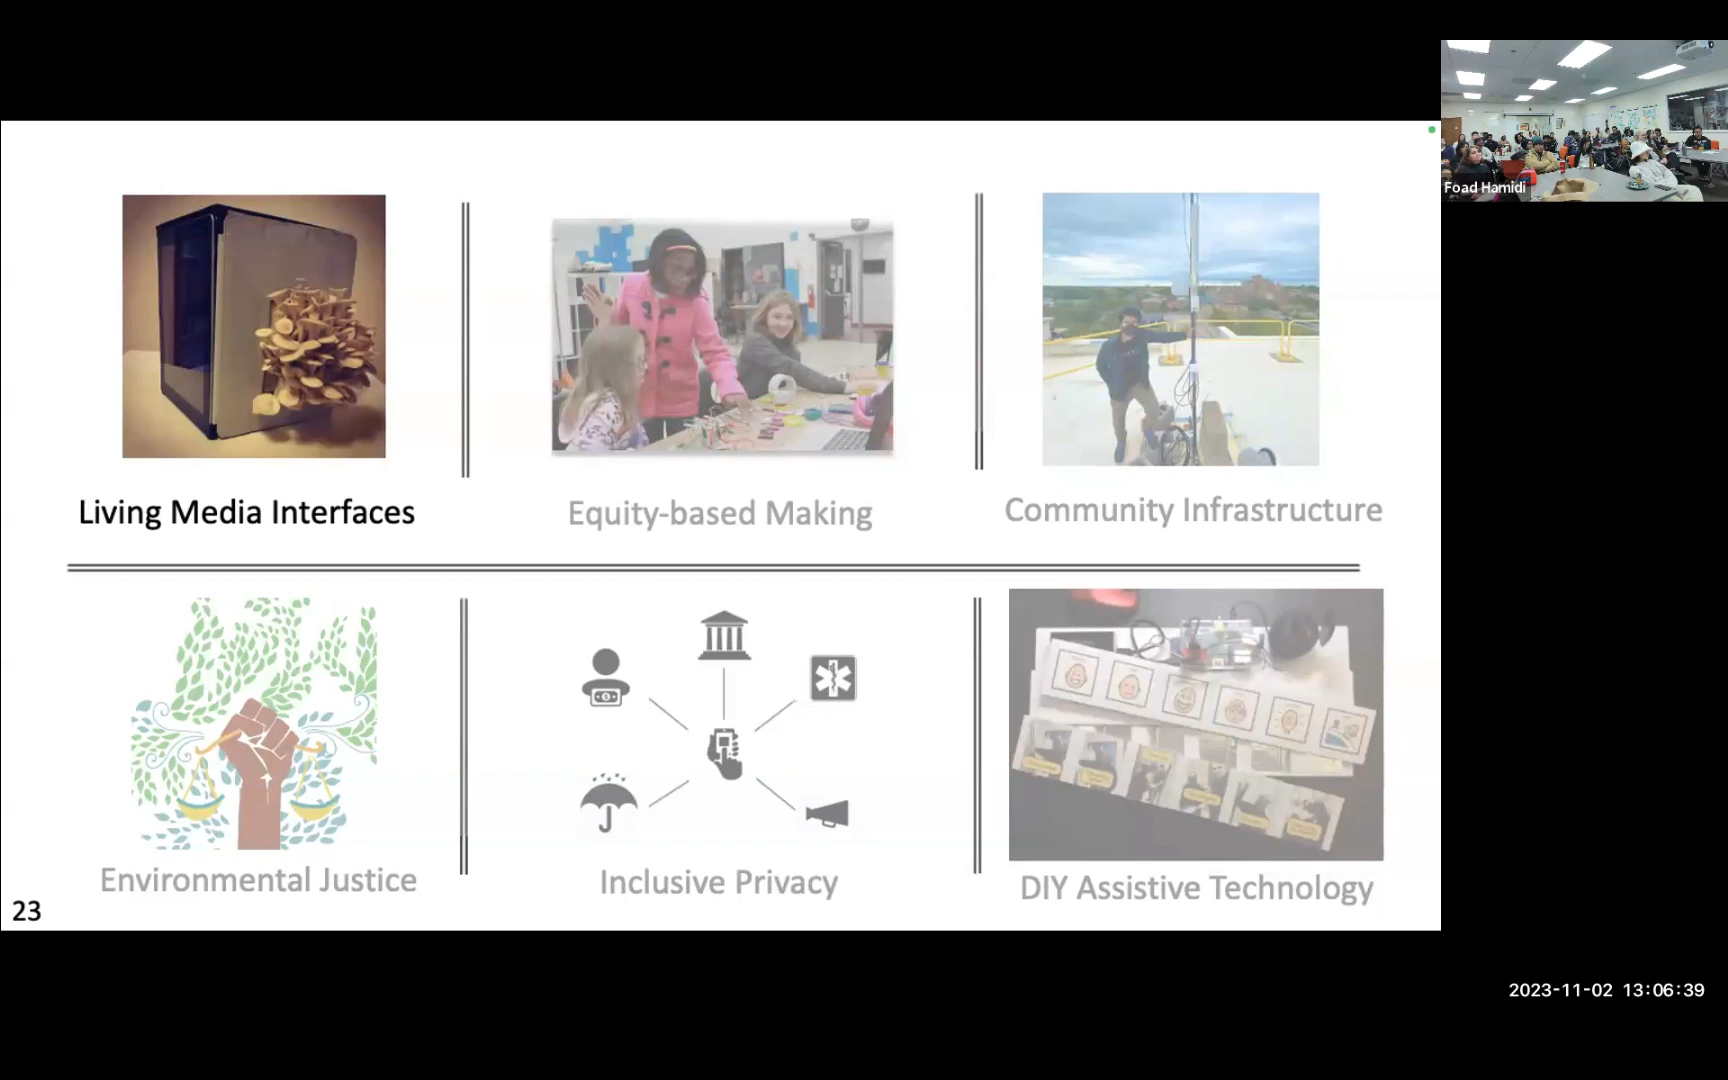 Foad Hamidi
Living Media Interfaces
Equity-based Making
Community Infrastructure
Environmental Justice
Inclusive Privacy
DIY Assistive Technology
23
2023-11-02 13:06:39